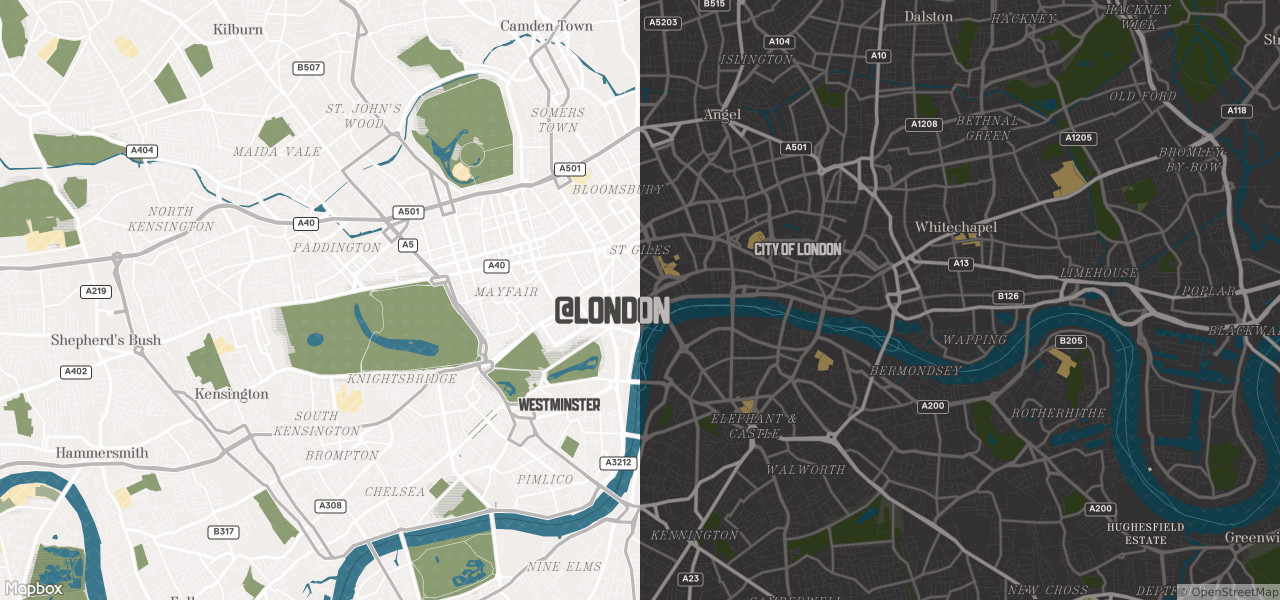 B515
A5203
Dalston
HACKNEY
HACKNEY
WICK
Kilburn
Camden Town
A104
A10
ISLINGTON
B507
ST. JOHN'S
WOOD
SOMERS
TOWN
Angel
OLD FORD
A118
A1208
BETHNAL
GREEN
A1205
MAIDA VALE
A404
A501
A501
BROMLEY-
BY-BOW
BLOOMSBURY
NORTH
KENSINGTON
A40
A501
A5
PADDINGTON
ST GILES
CITY OF LONDON
Whitechapel
A40
A13
LIMEHOUSE
A219
MAYFAIR
B126
POPLAR
@LONDON
Shepherd's Bush
WAPPING
B205
A402
KNIGHTSBRIDGE
BERMONDSEY
Kensington
WESTMINSTER
A200
ROTHERHITHE
SOUTH
KENSINGTON
ELEPHANT &
CASTLE
Hammersmith
BROMPTON
A3212
WALWORTH
CHELSEA
PIMLICO
A308
A200
B317
KENNINGTON
HUGHESFIELD
ESTATE
NINE ELMS
A23
NEW CROSS
Mapbox
© OpenStreetMap